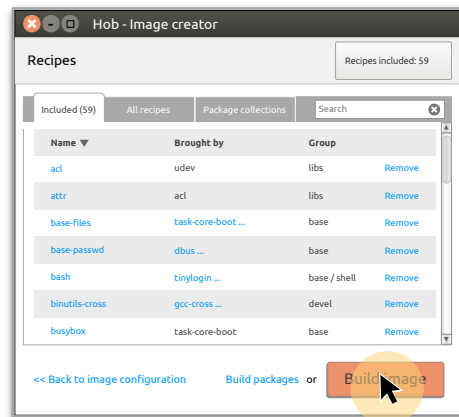 Hob - Image creator
Recipes
Recipes included: 59
Included (59) All recipes Package collections Search
Name Brought by Group
acl udev libs Remove
attr acl libs Remove
base-files task-core-boot ... base Remove
base-passwd dbus ... base Remove
bash tinylogin ... base / shell Remove
binutils-cross gcc-cross ... devel Remove
busybox task-core-boot base Remove
<< Back to image configuration Build packages or Build image